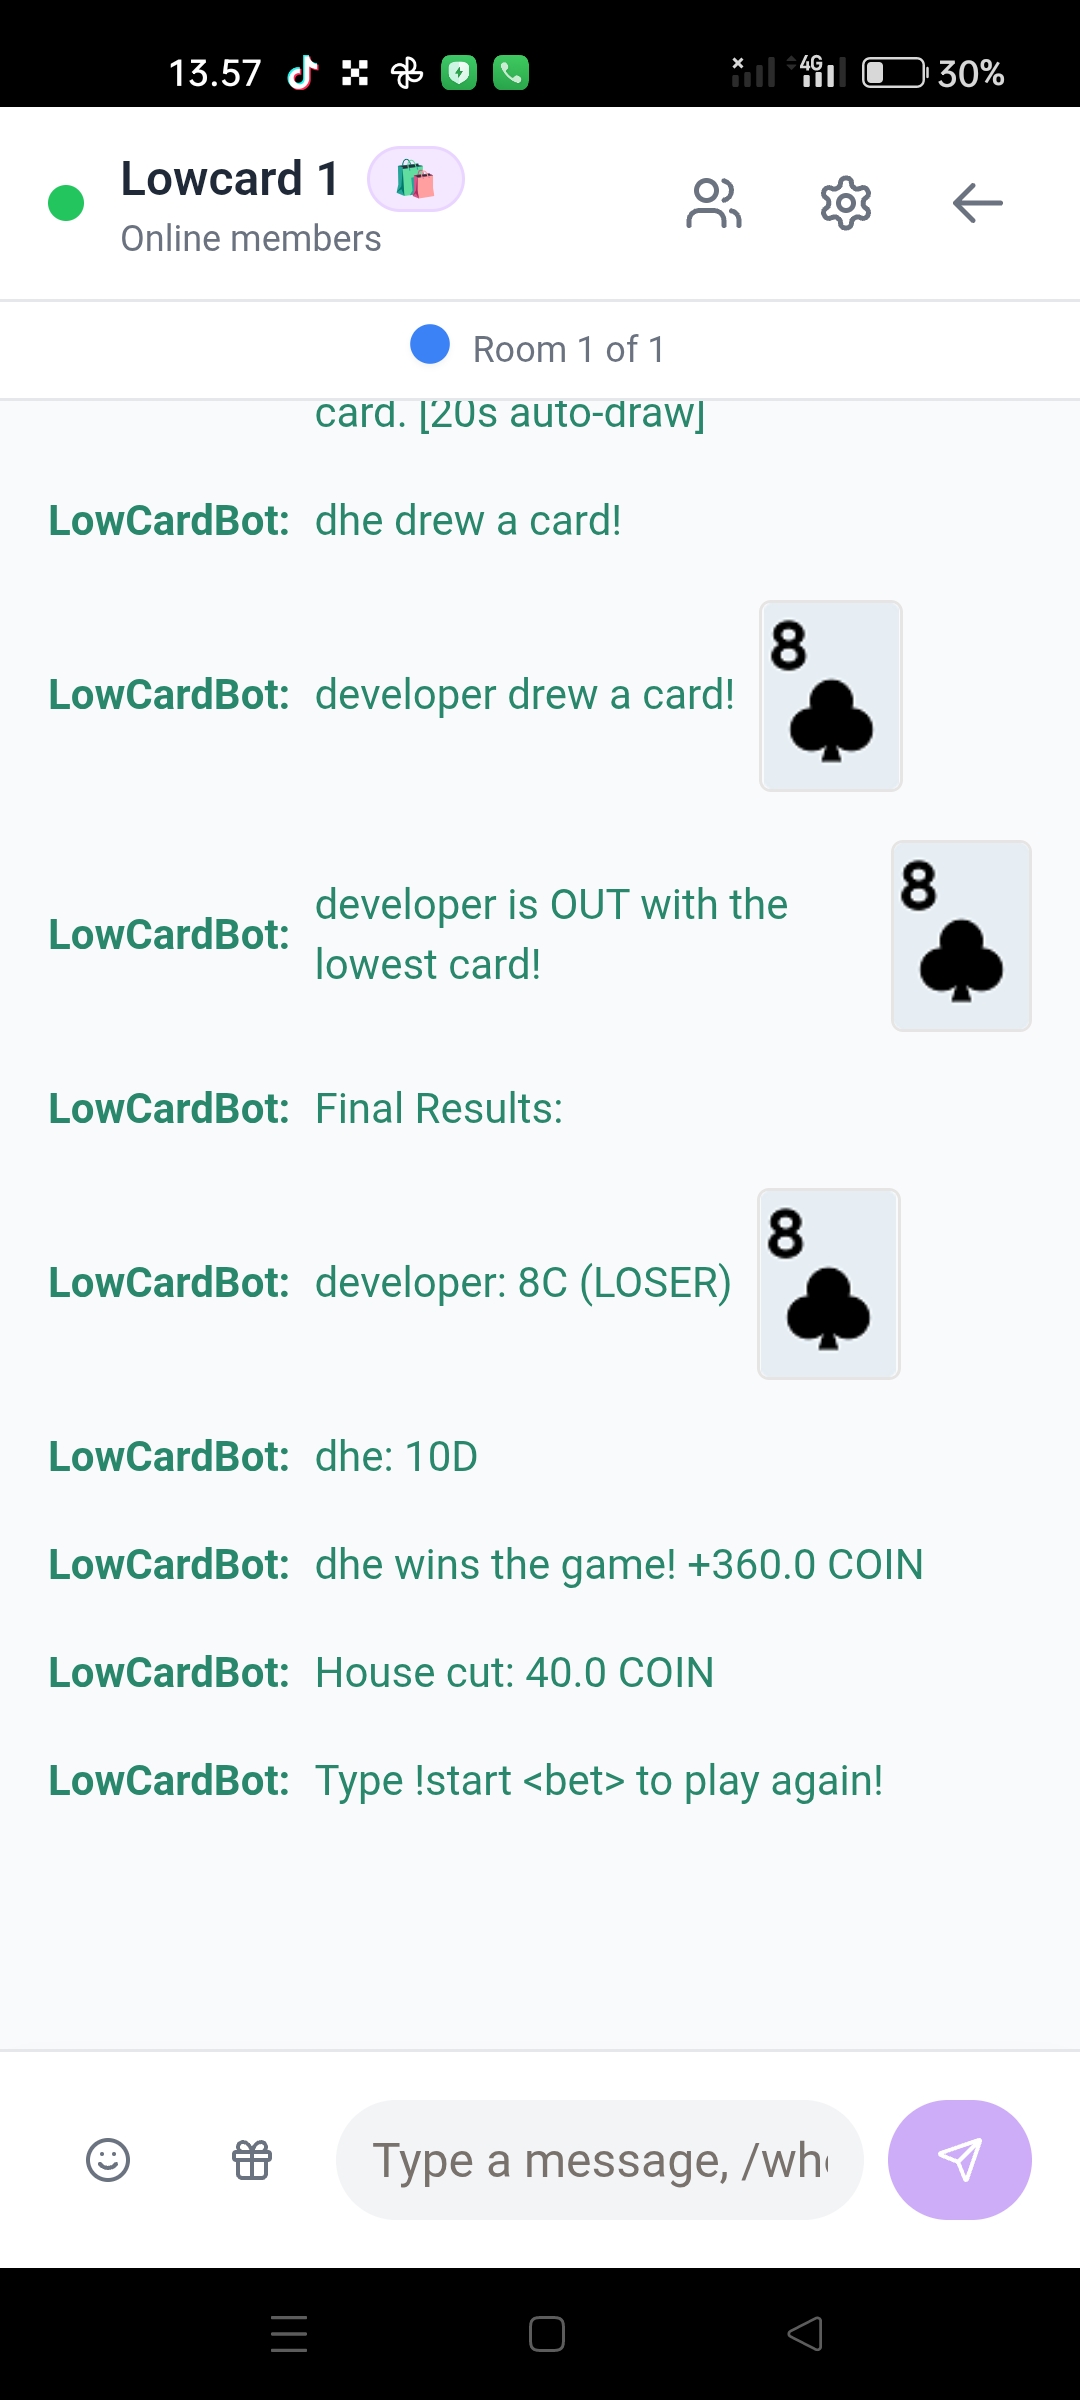 13.57
4G
30%
Lowcard 1
Online members
Room 1 of 1
card. [20s auto-draw]
LowCardBot: dhe drew a card!
LowCardBot: developer drew a card! 8
LowCardBot: developer is OUT with the
lowest card! 8
LowCardBot: Final Results:
LowCardBot: developer: 8C (LOSER) 8
LowCardBot: dhe: 10D
LowCardBot: dhe wins the game! +360.0 COIN
LowCardBot: House cut: 40.0 COIN
LowCardBot: Type !start <bet> to play again!
Type a message,